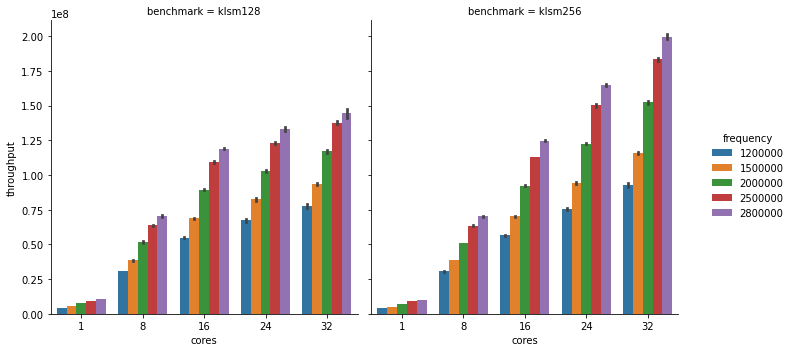 benchmark = klsm128
benchmark = klsm256
1e8
2.00
1.75
1.50
1.25
1.00
0.75
0.50
0.25
0.00
throughput
1 8 16 24 32
1 8 16 24 32
cores
cores
frequency
1200000
1500000
2000000
2500000
2800000